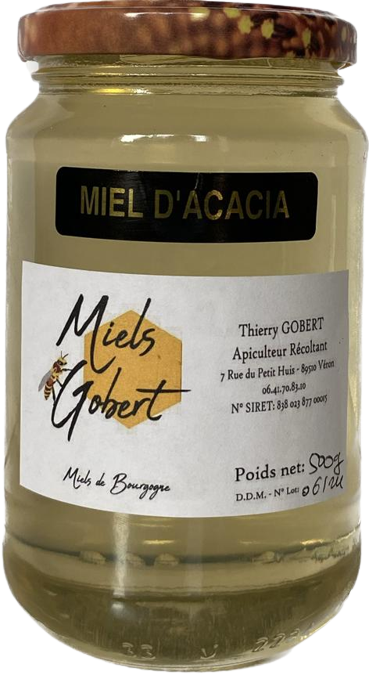 MIEL D'ACACIA
Miels
Gobert
Miels de Bourgogne
Thierry GOBERT
Apiculteur Récoltant
7 Rue du Petit Huis - 89510 Véron
06.41.70.83.10
N° SIRET: 838 023 877 00015
Poids net: 500g
D.D.M. - N° Lot:
33